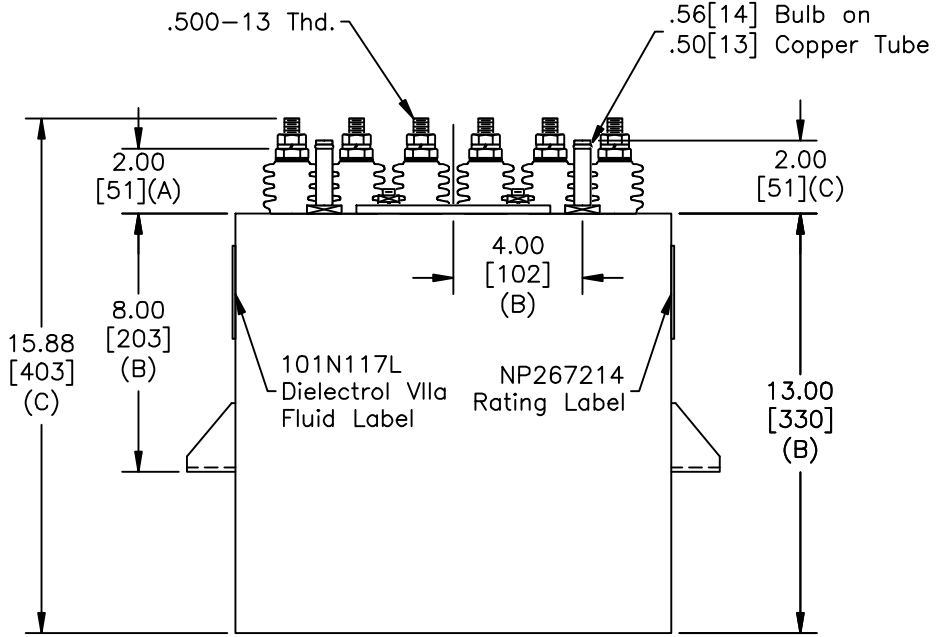 .500-13 Thd.
.56[14] Bulb on
.50[13] Copper Tube
2.00
[51](A)
2.00
[51](C)
4.00
[102]
(B)
8.00
[203]
(B)
15.88
[403]
(C)
101N117L
Dielectrol VIIa
Fluid Label
NP267214
Rating Label
13.00
[330]
(B)